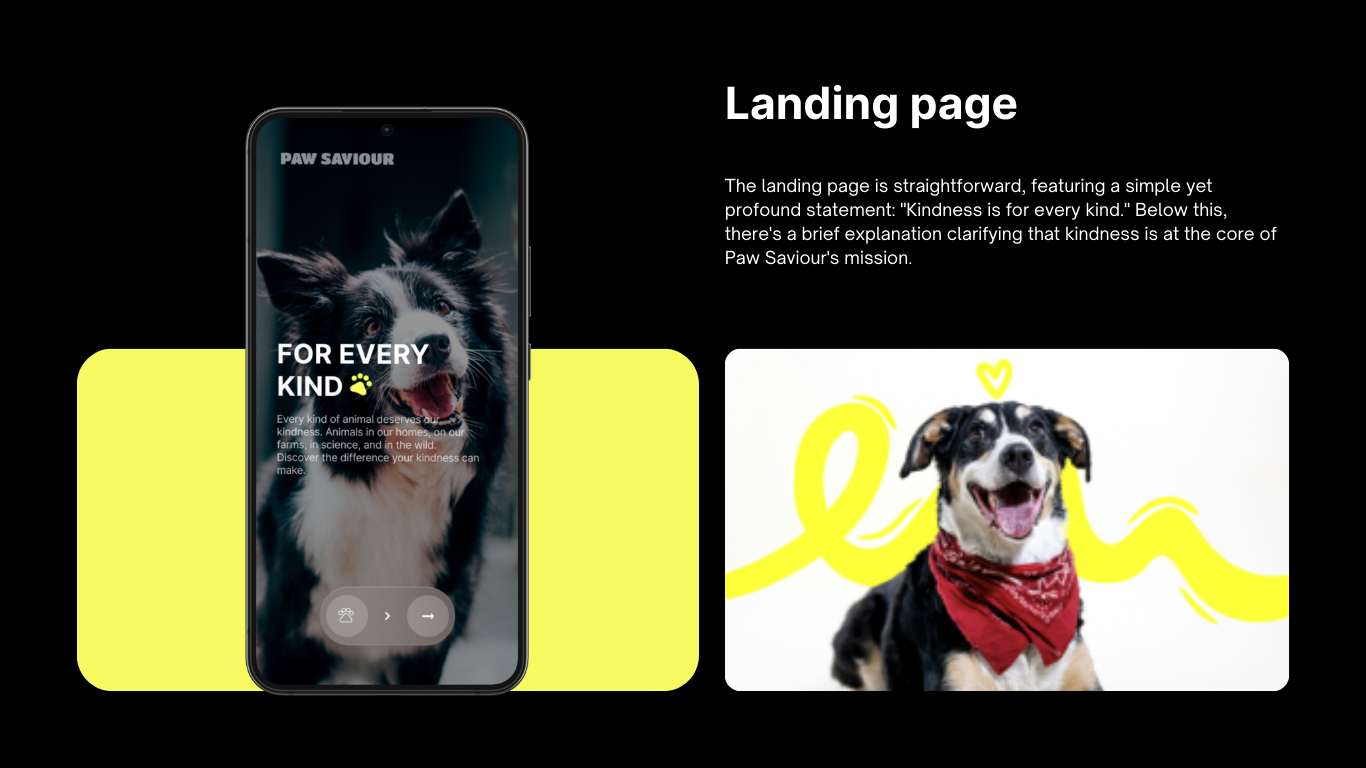 PAW SAVIOUR
FOR EVERY
KIND
Every kind of animal deserves our
kindness. Animals in our homes, on our
farms, in science, and in the wild.
Discover the difference your kindness can
make.
Landing page
The landing page is straightforward, featuring a simple yet
profound statement: "Kindness is for every kind." Below this,
there's a brief explanation clarifying that kindness is at the core of
Paw Saviour's mission.